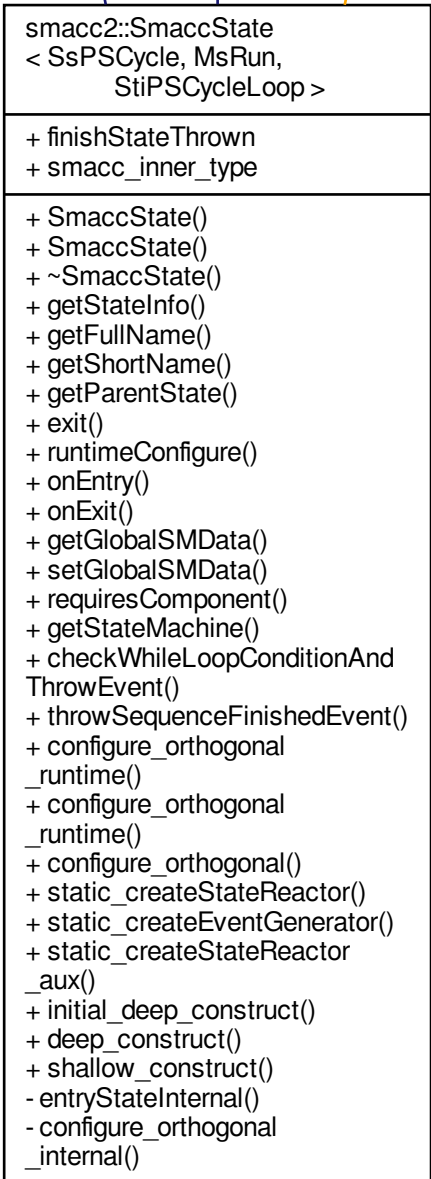 smacc2::SmaccState
< SsPSCycle, MsRun,
StiPSCycleLoop >
+ finishStateThrown
+ smacc_inner_type
+ SmaccState()
+ SmaccState()
+ ~SmaccState()
+ getStateInfo()
+ getFullName()
+ getShortName()
+ getParentState()
+ exit()
+ runtimeConfigure()
+ onEntry()
+ onExit()
+ getGlobalSMData()
+ setGlobalSMData()
+ requiresComponent()
+ getStateMachine()
+ checkWhileLoopConditionAnd
ThrowEvent()
+ throwSequenceFinishedEvent()
+ configure_orthogonal
_runtime()
+ configure_orthogonal
_runtime()
+ configure_orthogonal()
+ static_createStateReactor()
+ static_createEventGenerator()
+ static_createStateReactor
_aux()
+ initial_deep_construct()
+ deep_construct()
+ shallow_construct()
- entryStateInternal()
- configure_orthogonal
_internal()